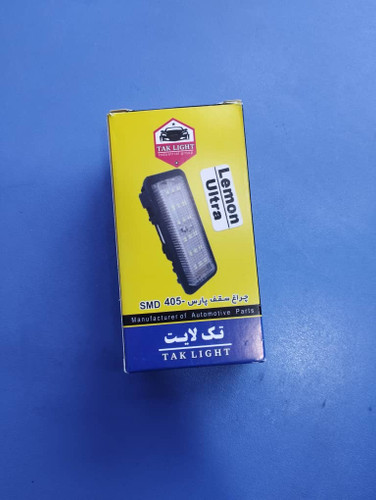 TAK LIGHT
Lemon
Ultra
چراغ سقف پارس -405 SMD
Manufacturer of Automotive Parts
تک لایت
TAK LIGHT